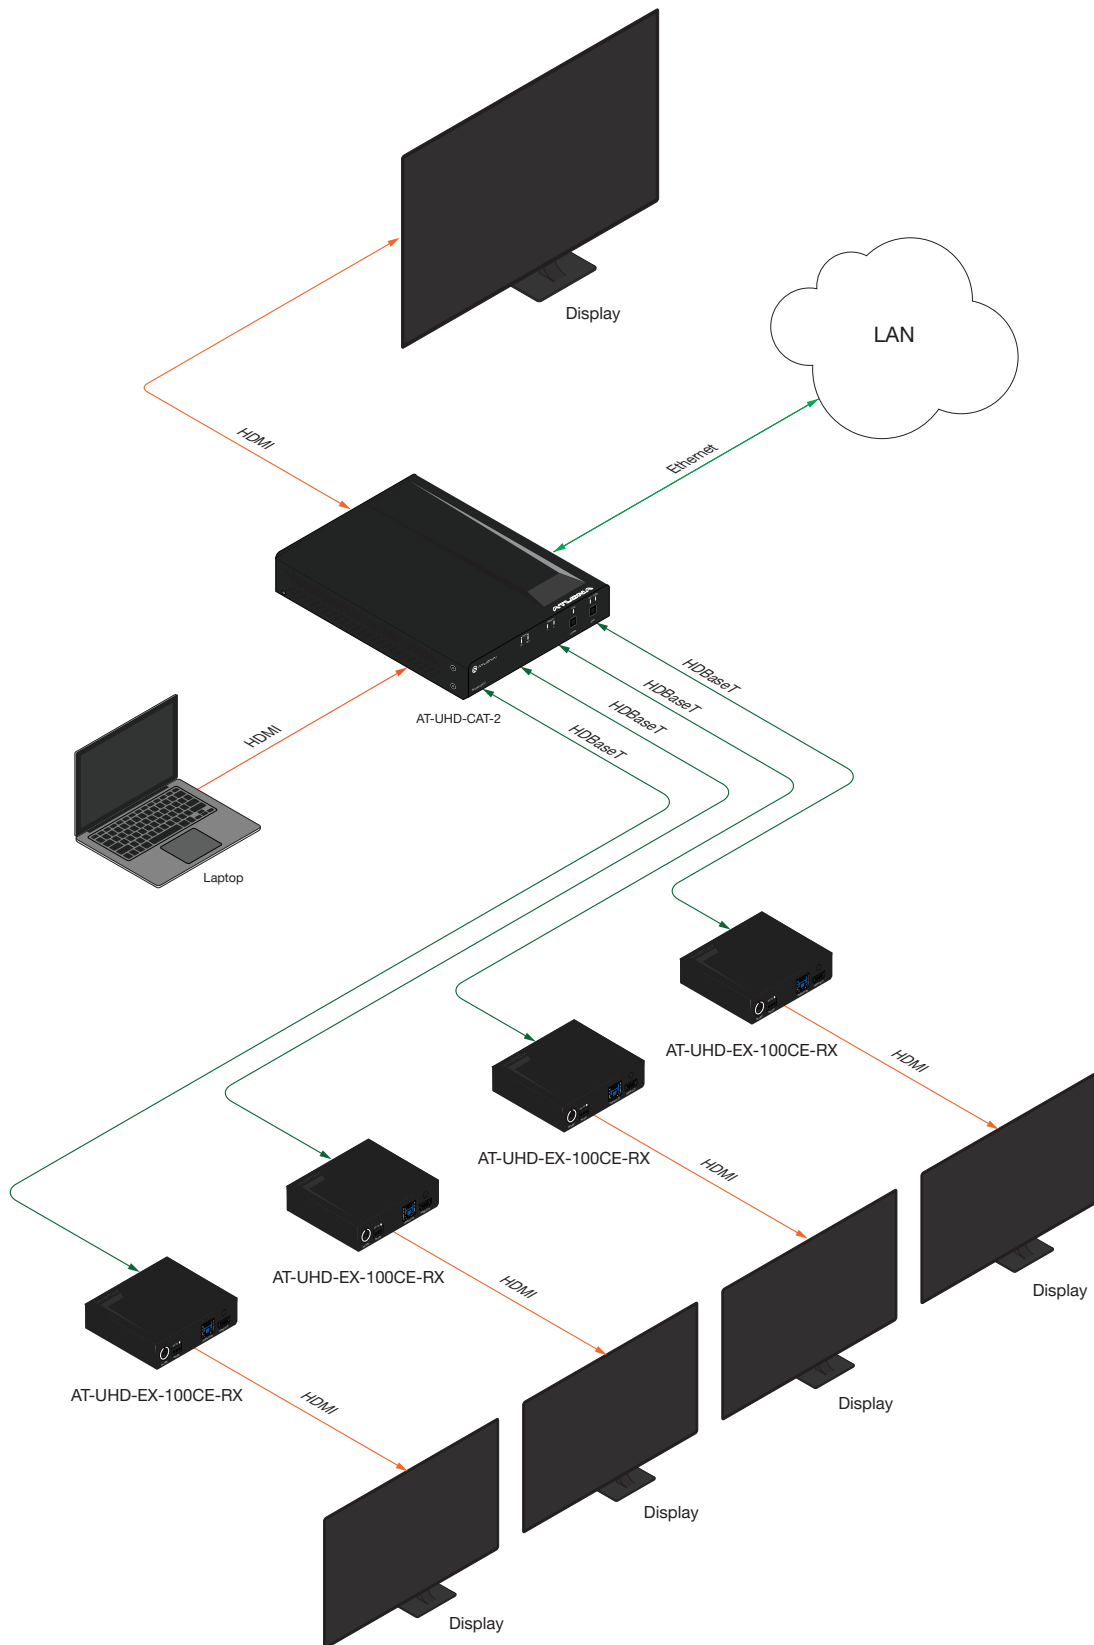 Display
LAN
HDMI
Ethernet
ATLONA
HDBaseT
HDBaseT
HDBaseT
HDBaseT
AT-UHD-CAT-2
HDMI
Laptop
AT-UHD-EX-100CE-RX
HDMI
AT-UHD-EX-100CE-RX
HDMI
AT-UHD-EX-100CE-RX
HDMI
Display
AT-UHD-EX-100CE-RX
HDMI
Display
Display
Display